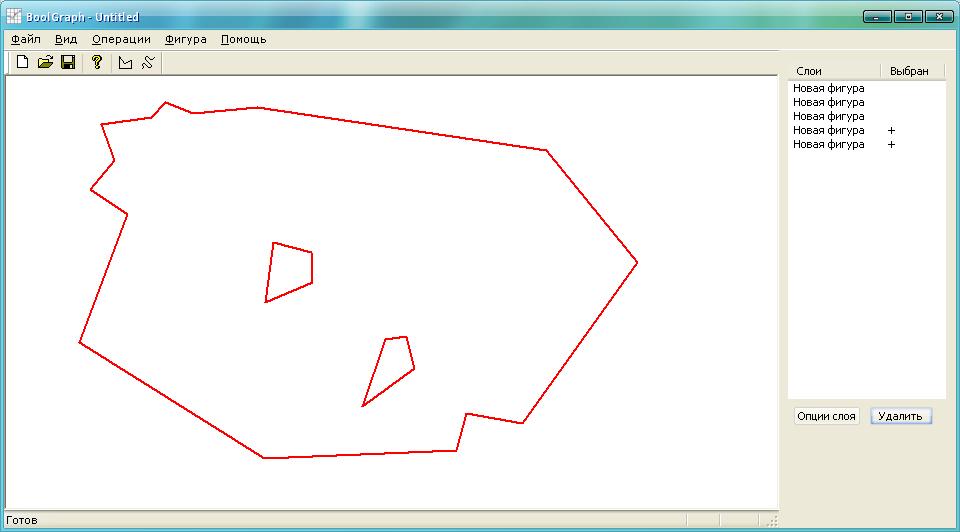 BoolGraph - Untitled
Файл Вид Операции Фигура Помощь
Слои Выбран
Новая фигура
Новая фигура
Новая фигура
Новая фигура +
Новая фигура +
Опции слоя Удалить
Готов